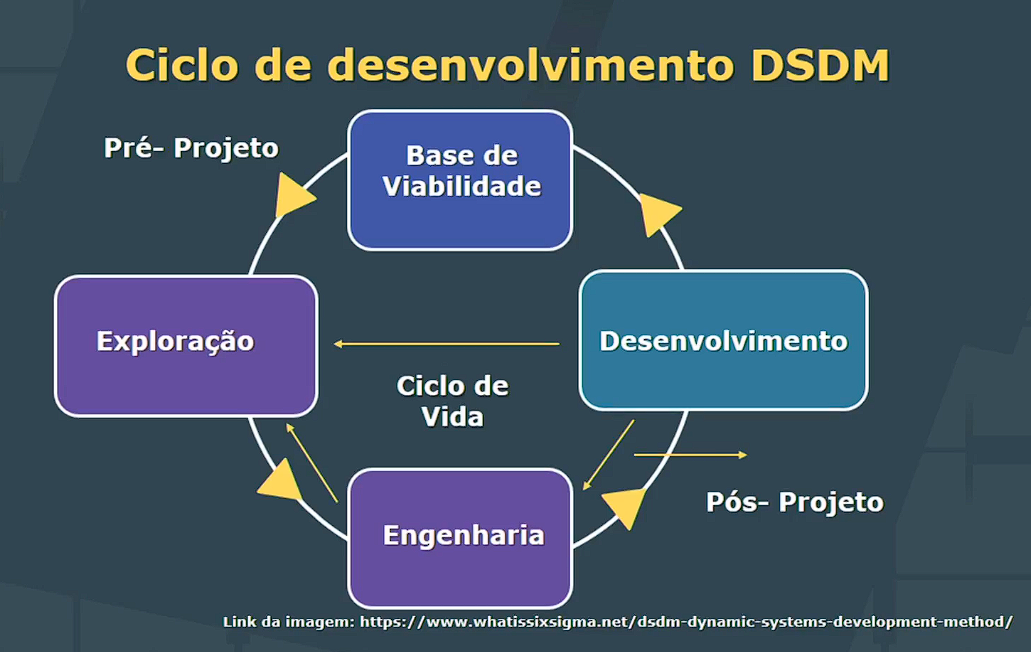 Ciclo de desenvolvimento DSDM
Pré- Projeto
Base de
Viabilidade
Exploração
Desenvolvimento
Ciclo de
Vida
Engenharia
Pós- Projeto
Link da imagem: https://www.whatissixsigma.net/dsdm-dynamic-systems-development-method/